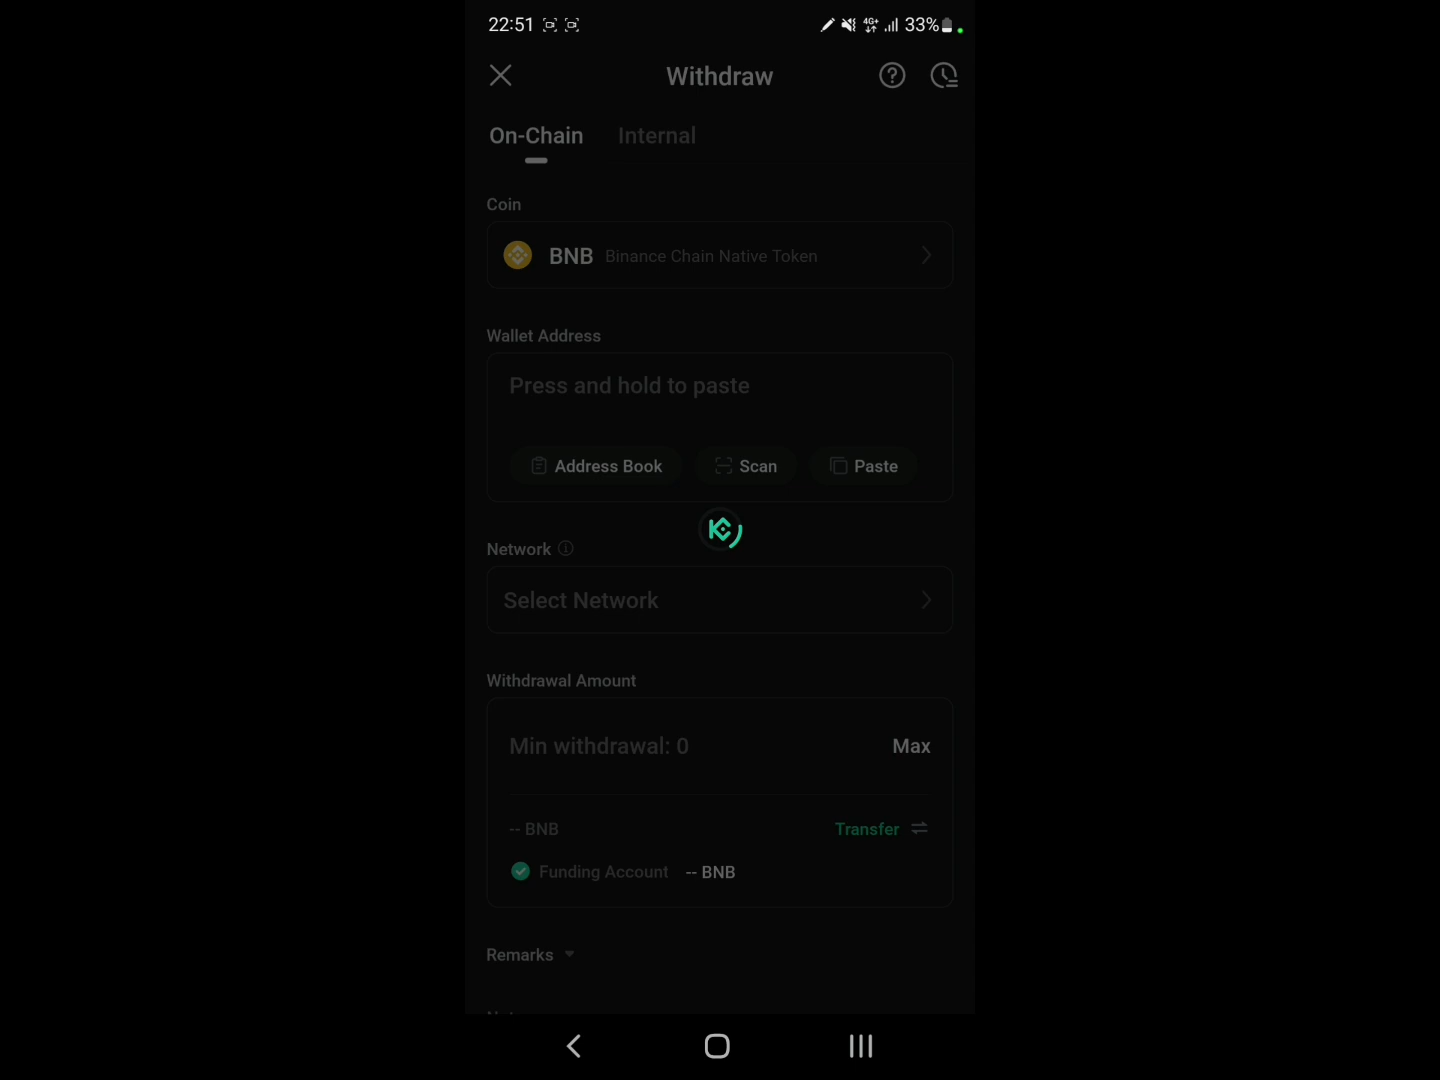 22:51
4G+
33%
Withdraw
On-Chain Internal
Coin
BNB Binance Chain Native Token
Wallet Address
Press and hold to paste
Address Book Scan Paste
Network
Select Network
Withdrawal Amount
Min withdrawal: 0 Max
-- BNB Transfer
Funding Account -- BNB
Remarks